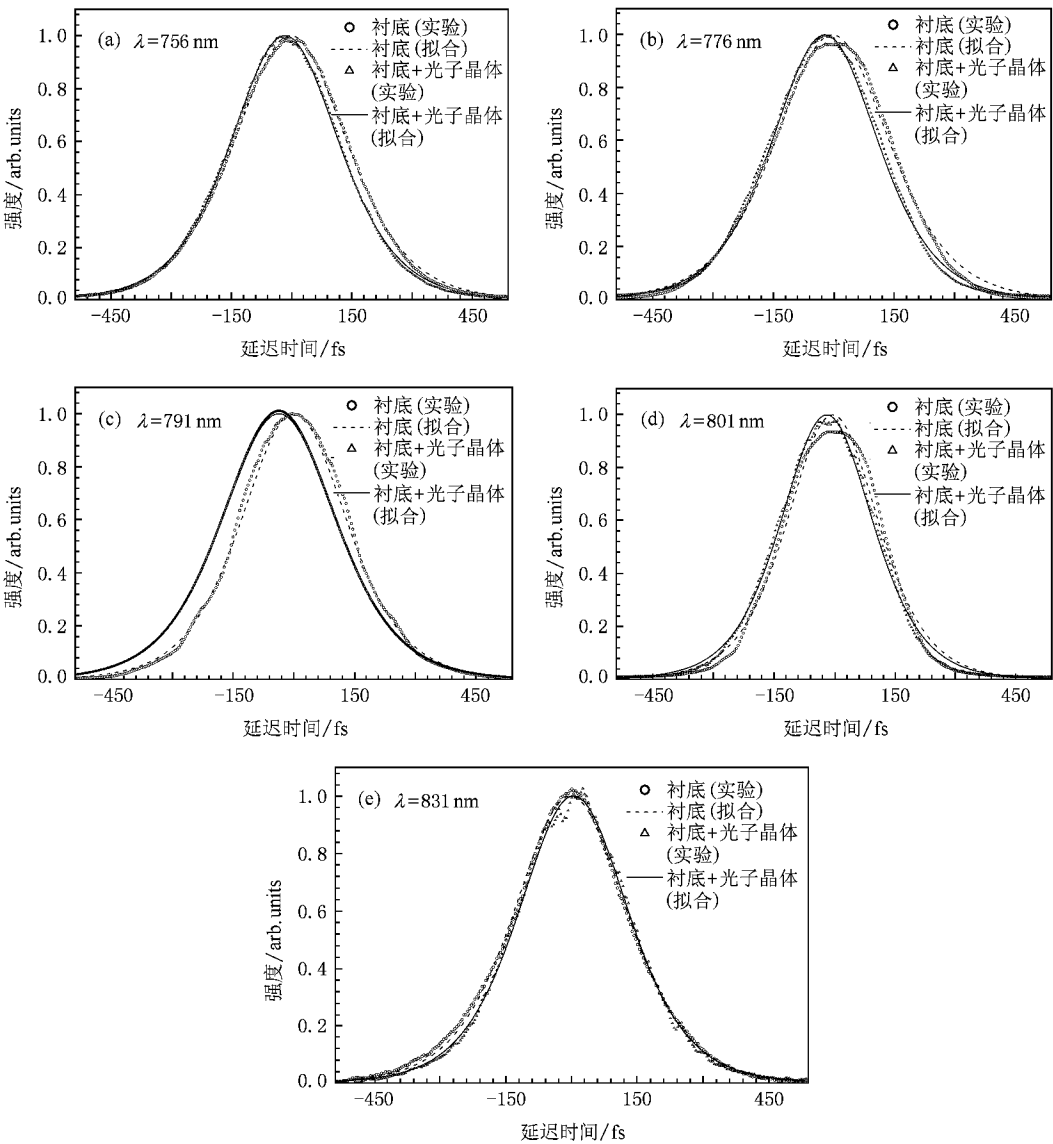 (a) λ=756 nm
衬底(实验)
衬底(拟合)
衬底+光子晶体
(实验)
衬底+光子晶体
(拟合)
强度/arb.units
1.0
0.8
0.6
0.4
0.2
0.0
-450 -150 150 450
延迟时间/fs
(b) λ=776 nm
衬底(实验)
衬底(拟合)
衬底+光子晶体
(实验)
衬底+光子晶体
(拟合)
强度/arb.units
1.0
0.8
0.6
0.4
0.2
0.0
-450 -150 150 450
延迟时间/fs
(c) λ=791 nm
衬底(实验)
衬底(拟合)
衬底+光子晶体
(实验)
衬底+光子晶体
(拟合)
强度/arb.units
1.0
0.8
0.6
0.4
0.2
0.0
-450 -150 150 450
延迟时间/fs
(d) λ=801 nm
衬底(实验)
衬底(拟合)
衬底+光子晶体
(实验)
衬底+光子晶体
(拟合)
强度/arb.units
1.0
0.8
0.6
0.4
0.2
0.0
-450 -150 150 450
延迟时间/fs
(e) λ=831 nm
衬底(实验)
衬底(拟合)
衬底+光子晶体
(实验)
衬底+光子晶体
(拟合)
强度/arb.units
1.0
0.8
0.6
0.4
0.2
0.0
-450 -150 150 450
延迟时间/fs